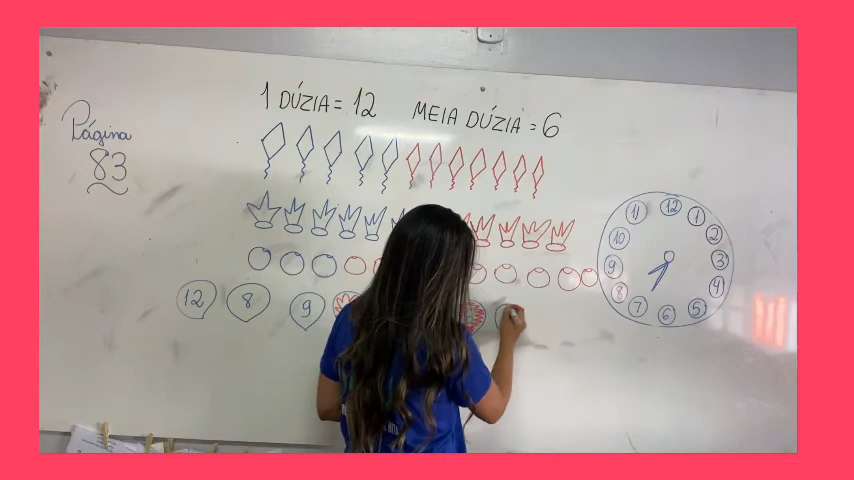 1 DÚZIA = 12 MEIA DÚZIA = 6
Página
83
12 8 9
12
11 1
10 2
9 3
8 4
7 5
6